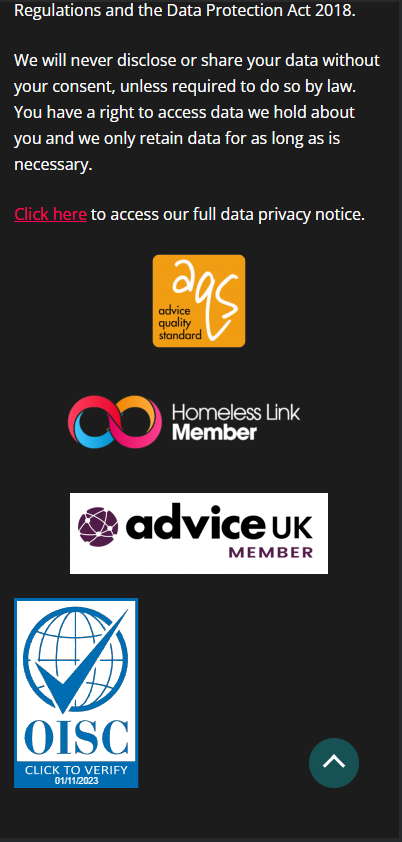 Regulations and the Data Protection Act 2018.
We will never disclose or share your data without
your consent, unless required to do so by law.
You have a right to access data we hold about
you and we only retain data for as long as is
necessary.
Click here to access our full data privacy notice.
aqs
advice
quality
standard
Homeless Link
Member
advice UK
MEMBER
OISC
CLICK TO VERIFY
01/11/2023